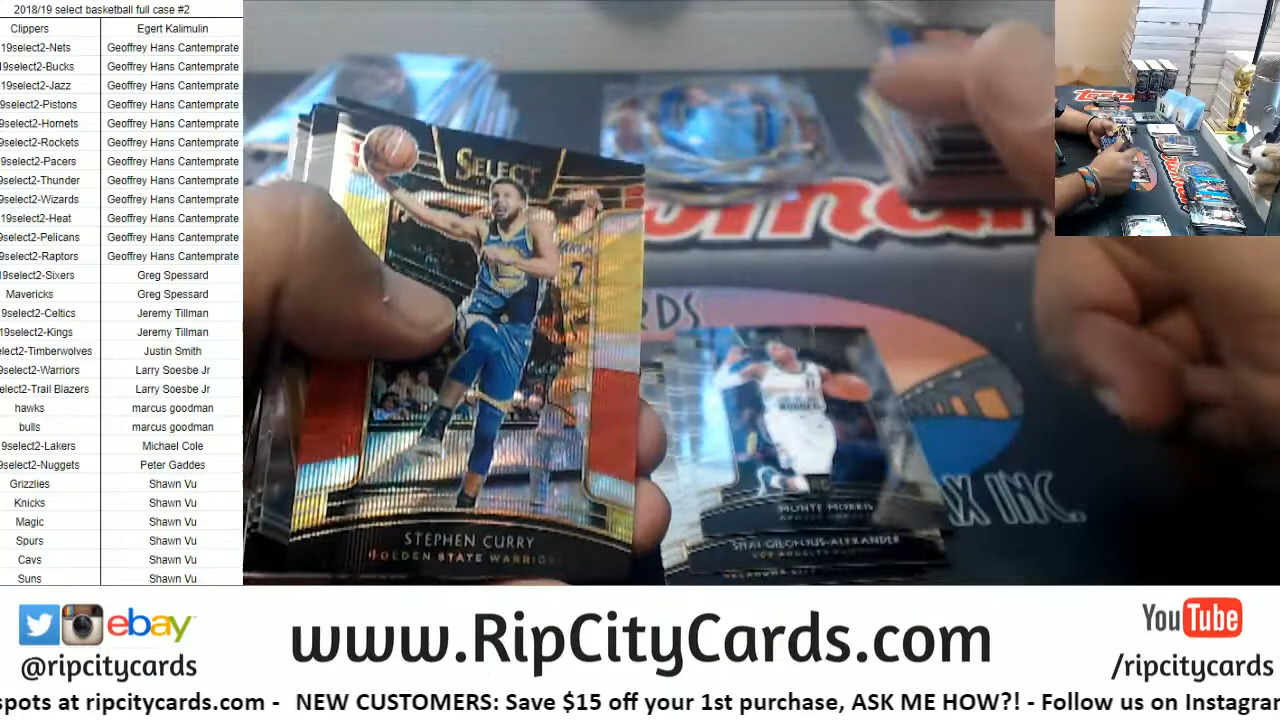 2018/19 select basketball full case #2
Clippers Egert Kalimulin
19select2-Nets Geoffrey Hans Cantemprate
19select2-Bucks Geoffrey Hans Cantemprate
19select2-Jazz Geoffrey Hans Cantemprate
9select2-Pistons Geoffrey Hans Cantemprate
9select2-Hornets Geoffrey Hans Cantemprate
9select2-Rockets Geoffrey Hans Cantemprate
9select2-Pacers Geoffrey Hans Cantemprate
9select2-Thunder Geoffrey Hans Cantemprate
9select2-Wizards Geoffrey Hans Cantemprate
19select2-Heat Geoffrey Hans Cantemprate
9select2-Pelicans Geoffrey Hans Cantemprate
9select2-Raptors Geoffrey Hans Cantemprate
19select2-Sixers Greg Spessard
Mavericks Greg Spessard
9select2-Celtics Jeremy Tillman
19select2-Kings Jeremy Tillman
elect2-Timberwolves Justin Smith
9select2-Warriors Larry Soesbe Jr
elect2-Trail Blazers Larry Soesbe Jr
hawks marcus goodman
bulls marcus goodman
9select2-Lakers Michael Cole
9select2-Nuggets Peter Gaddes
Grizzlies Shawn Vu
Knicks Shawn Vu
Magic Shawn Vu
Spurs Shawn Vu
Cavs Shawn Vu
Suns Shawn Vu
SELECT
STEPHEN CURRY
GOLDEN STATE WARRIORS
RDS
X INC.
MONTE MORRIS
SHAI GILGEOUS-ALEXANDER
ebay
@ripcitycards
www.RipCityCards.com
YouTube
/ripcitycards
spots at ripcitycards.com - NEW CUSTOMERS: Save $15 off your 1st purchase, ASK ME HOW?! - Follow us on Instagram